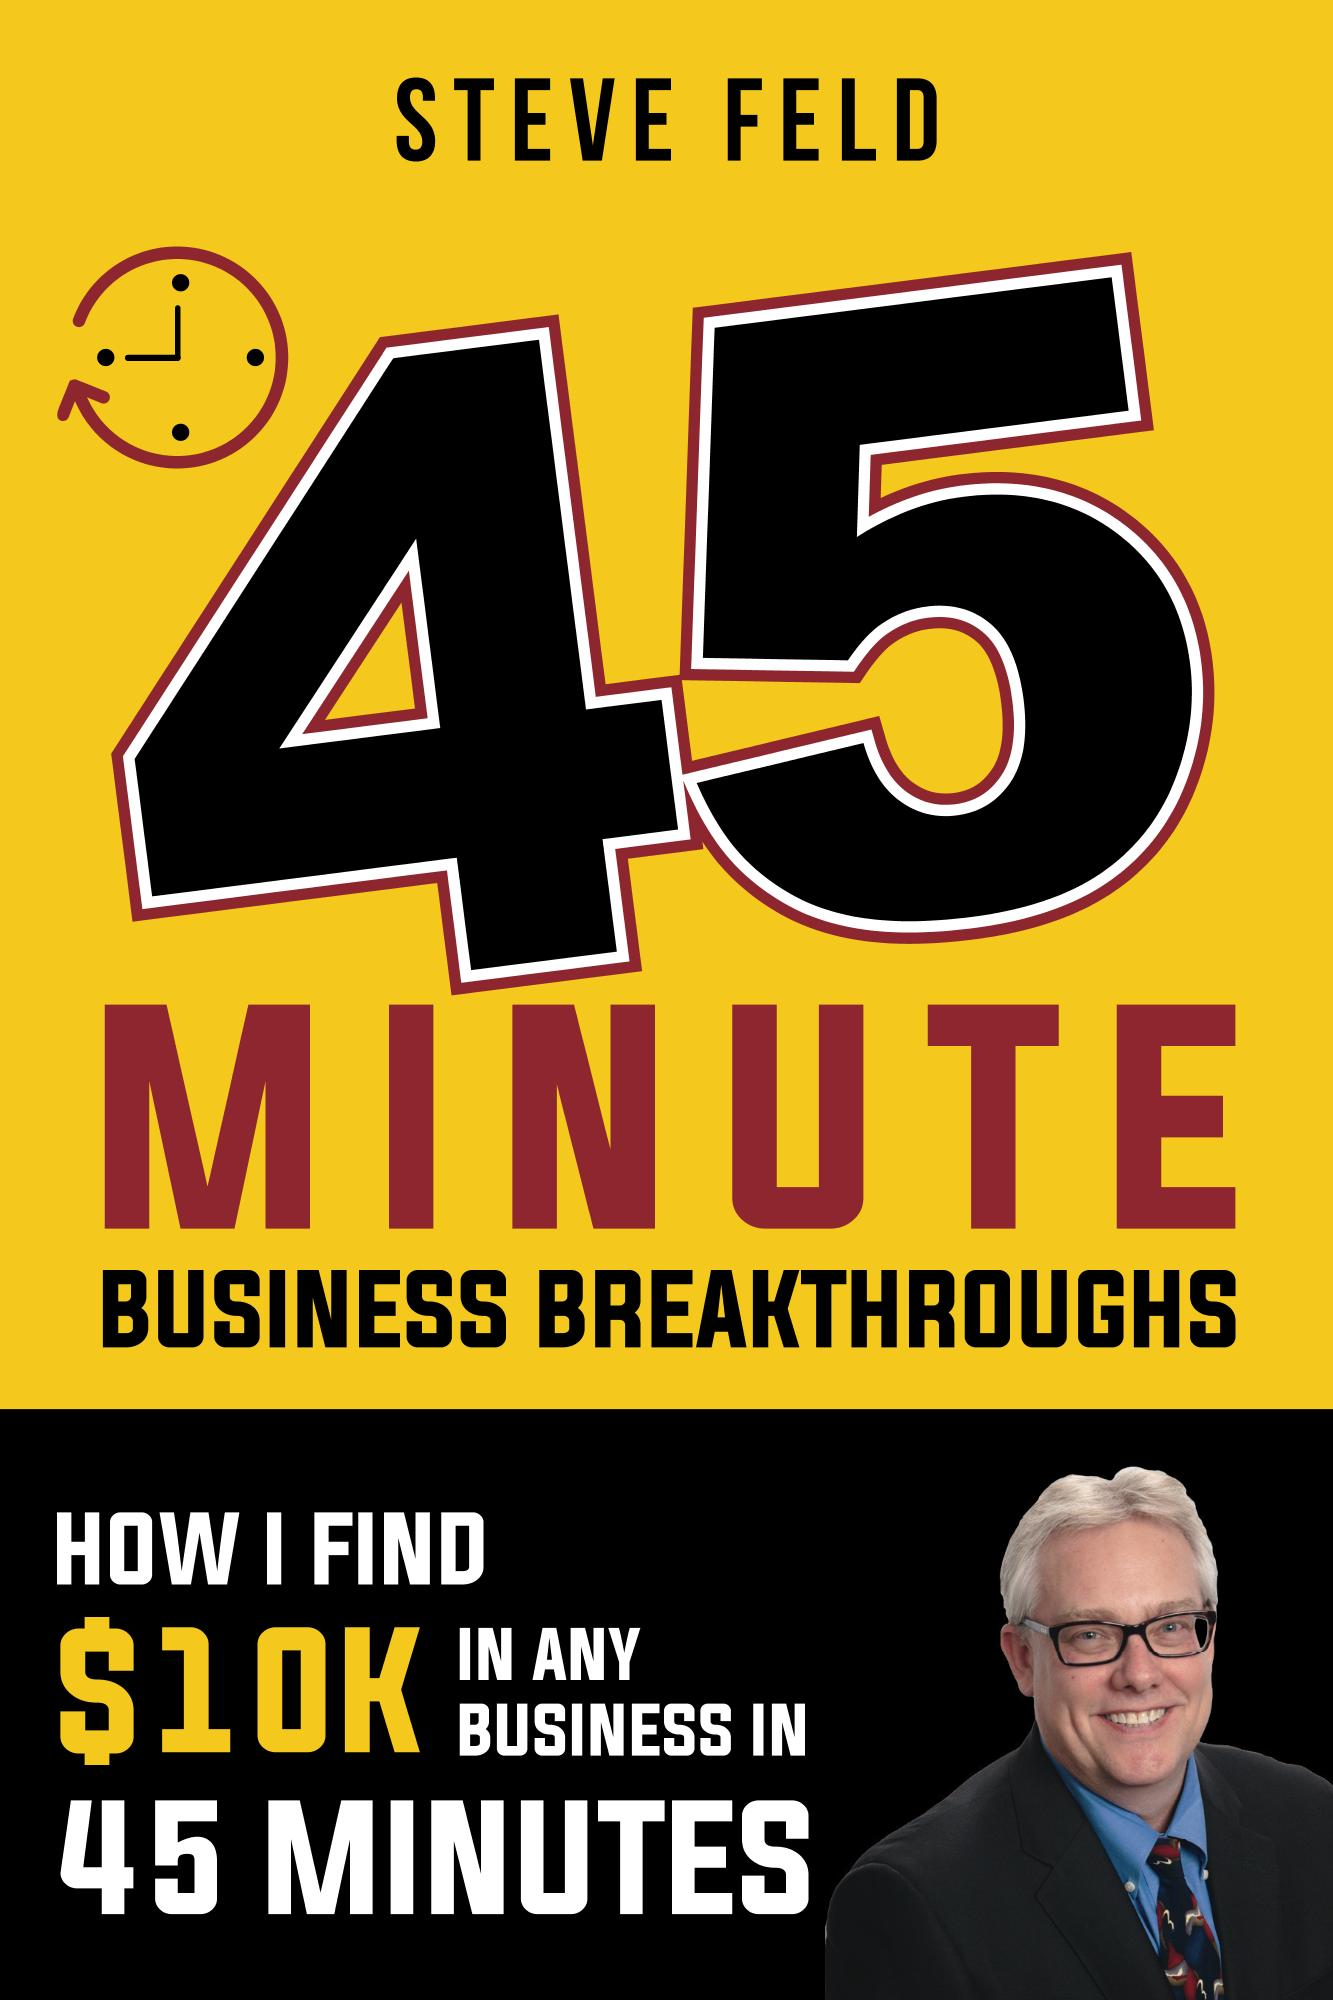 STEVE FELD
45
MINUTE
BUSINESS BREAKTHROUGHS
HOW I FIND
$10K IN ANY
BUSINESS IN
45 MINUTES